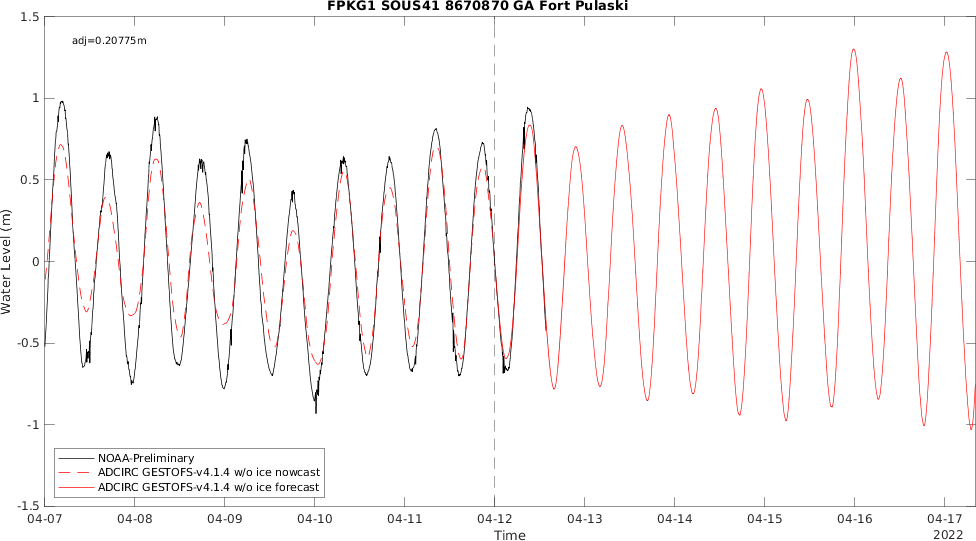 FPKG1 SOUS41 8670870 GA Fort Pulaski
1.5
adj=0.20775m
1
0.5
Water Level (m)
0
-0.5
-1
NOAA-Preliminary
ADCIRC GESTOFS-v4.1.4 w/o ice nowcast
ADCIRC GESTOFS-v4.1.4 w/o ice forecast
-1.5
04-07 04-08 04-09 04-10 04-11 04-12 04-13 04-14 04-15 04-16 04-17
Time 2022